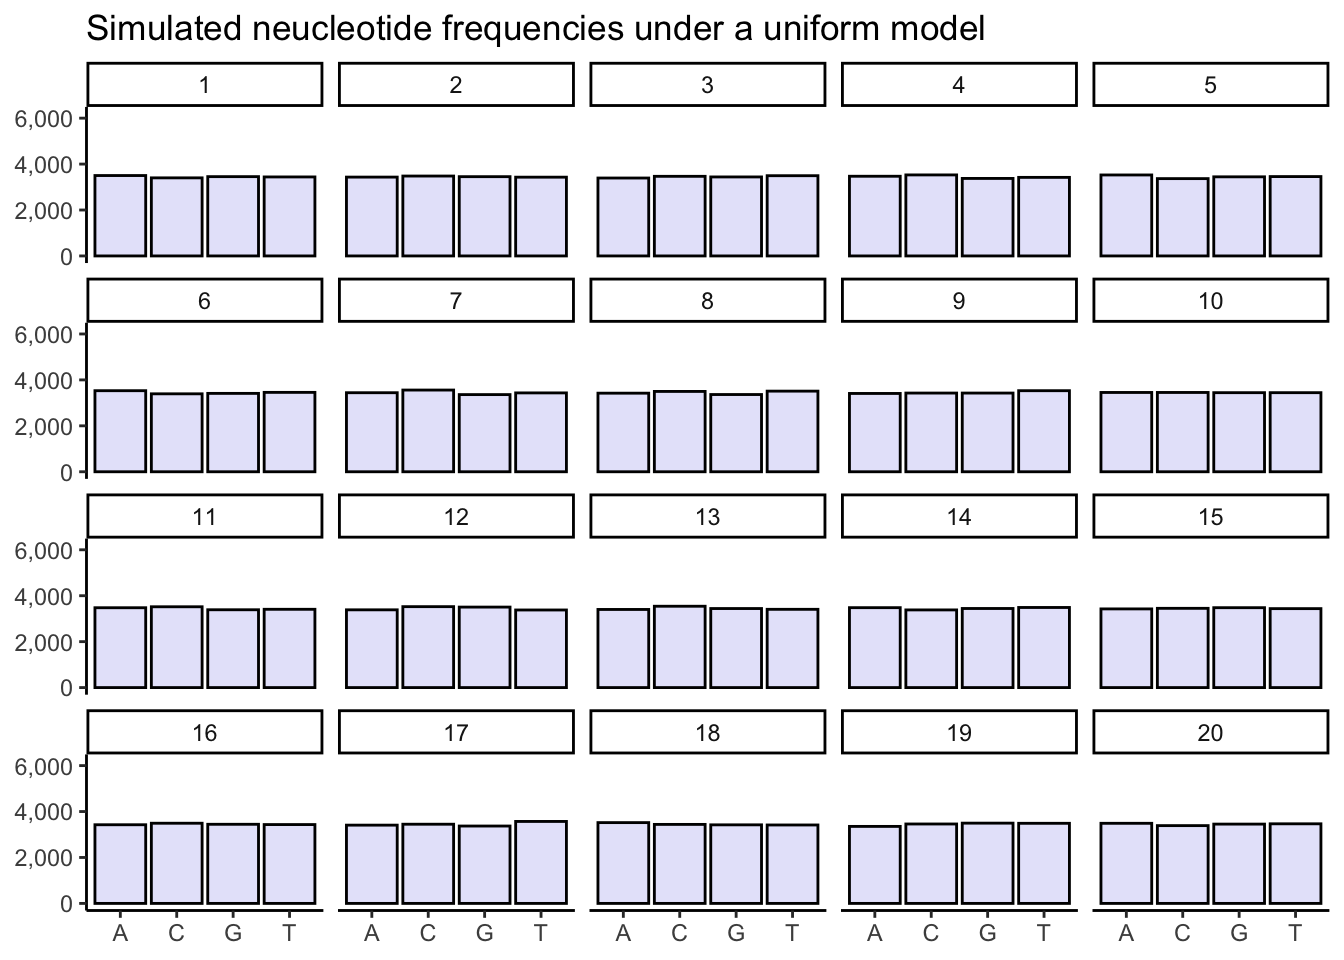 Simulated neucleotide frequencies under a uniform model
1 2 3 4 5
6,000
4,000
2,000
0
6 7 8 9 10
6,000
4,000
2,000
0
11 12 13 14 15
6,000
4,000
2,000
0
16 17 18 19 20
6,000
4,000
2,000
0
A C G T A C G T A C G T A C G T A C G T